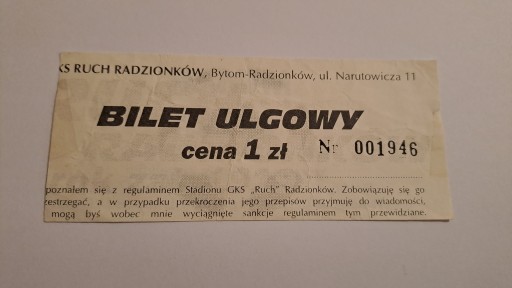 KS RUCH RADZIONKÓW, Bytom-Radzionków, ul. Narutowicza 11
BILET ULGOWY
cena 1 zł Nr 001946
poznałem się z regulaminem Stadionu GKS „Ruch" Radzionków. Zobowiązuję się go
zestrzegać, a w przypadku przekroczenia jego przepisów przyjmuję do wiadomości,
mogą byś wobec mnie wyciągnięte sankcje regulaminem tym przewidziane.